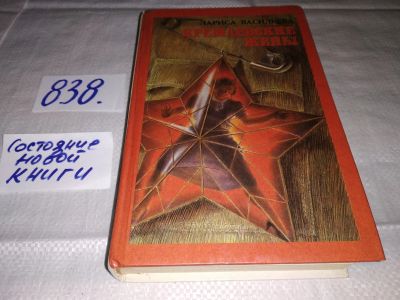 ЛАРИСА ВАСИЛЬЕВА
КРЕМЛЕВСКИЕ
ЖЕНЫ
838.
Состояние
новой
книги